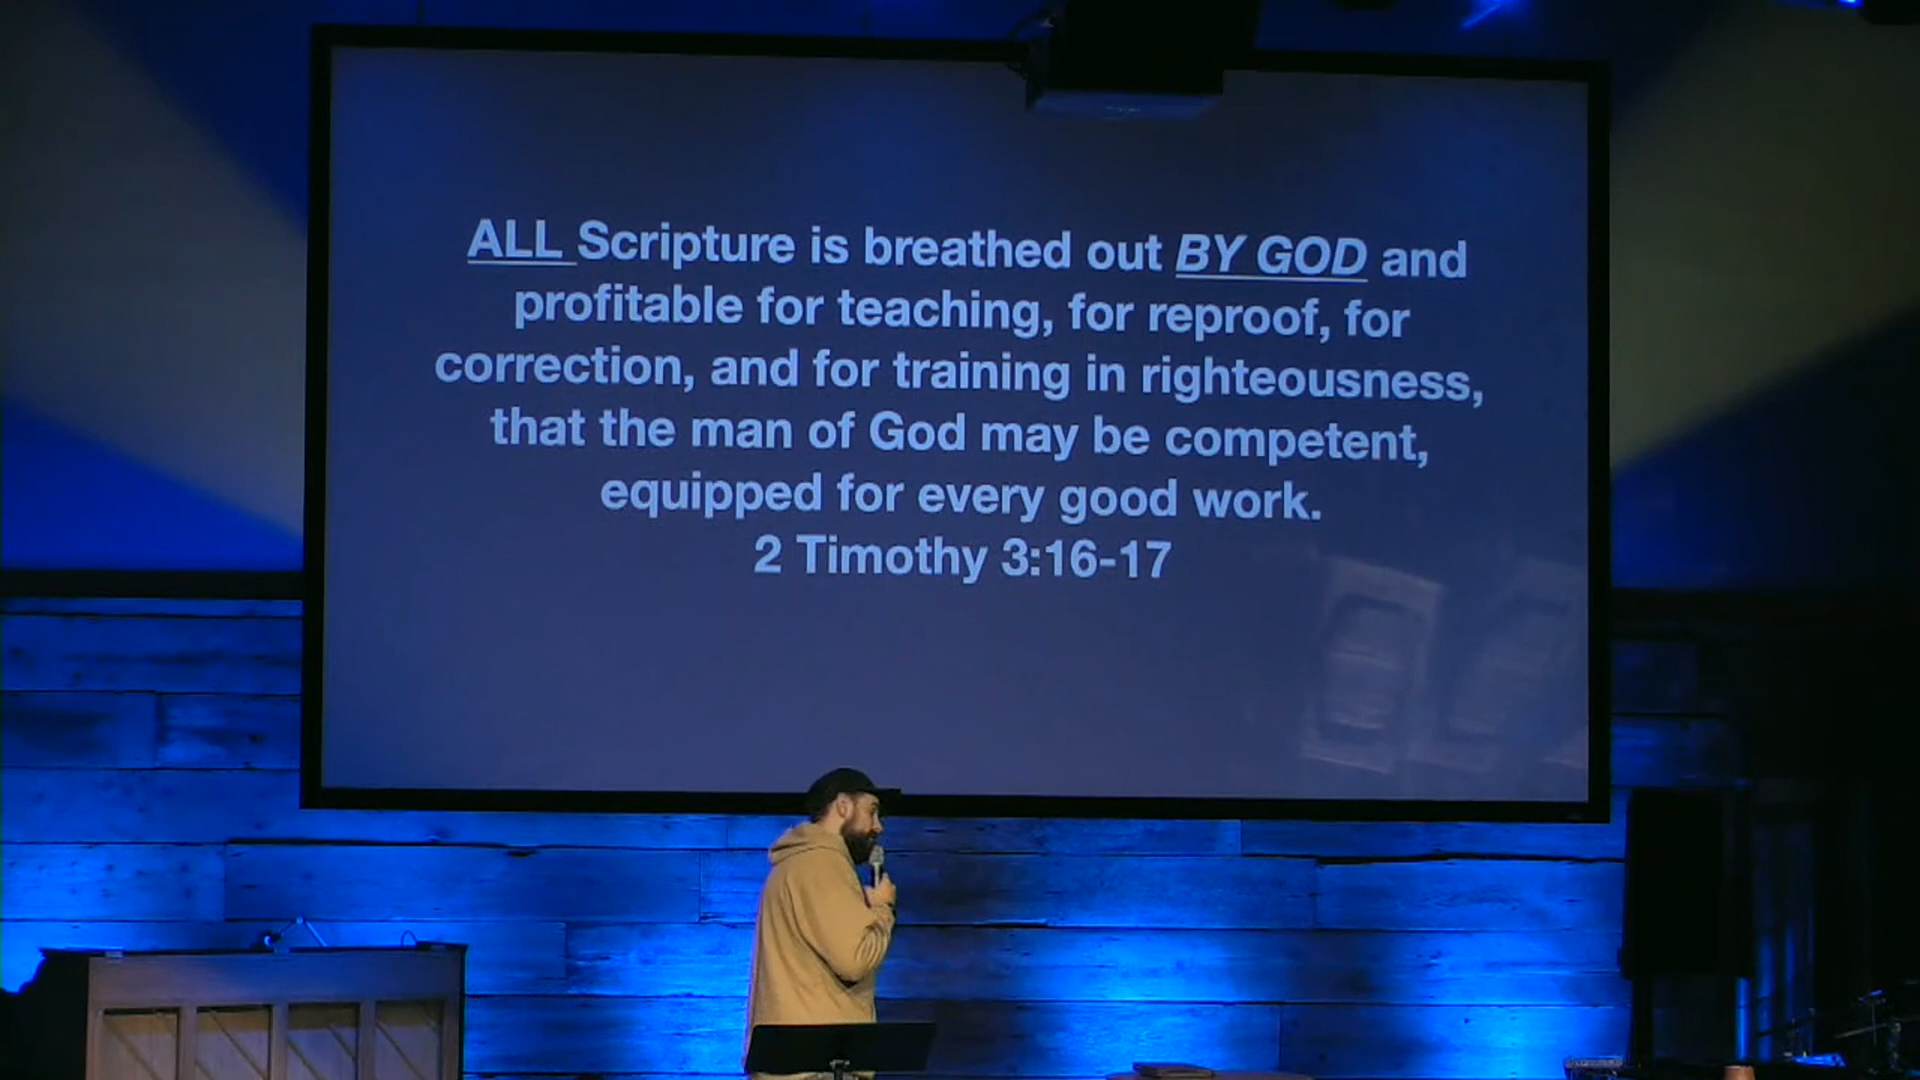 ALL Scripture is breathed out BY GOD and
profitable for teaching, for reproof, for
correction, and for training in righteousness,
that the man of God may be competent,
equipped for every good work.
2 Timothy 3:16-17